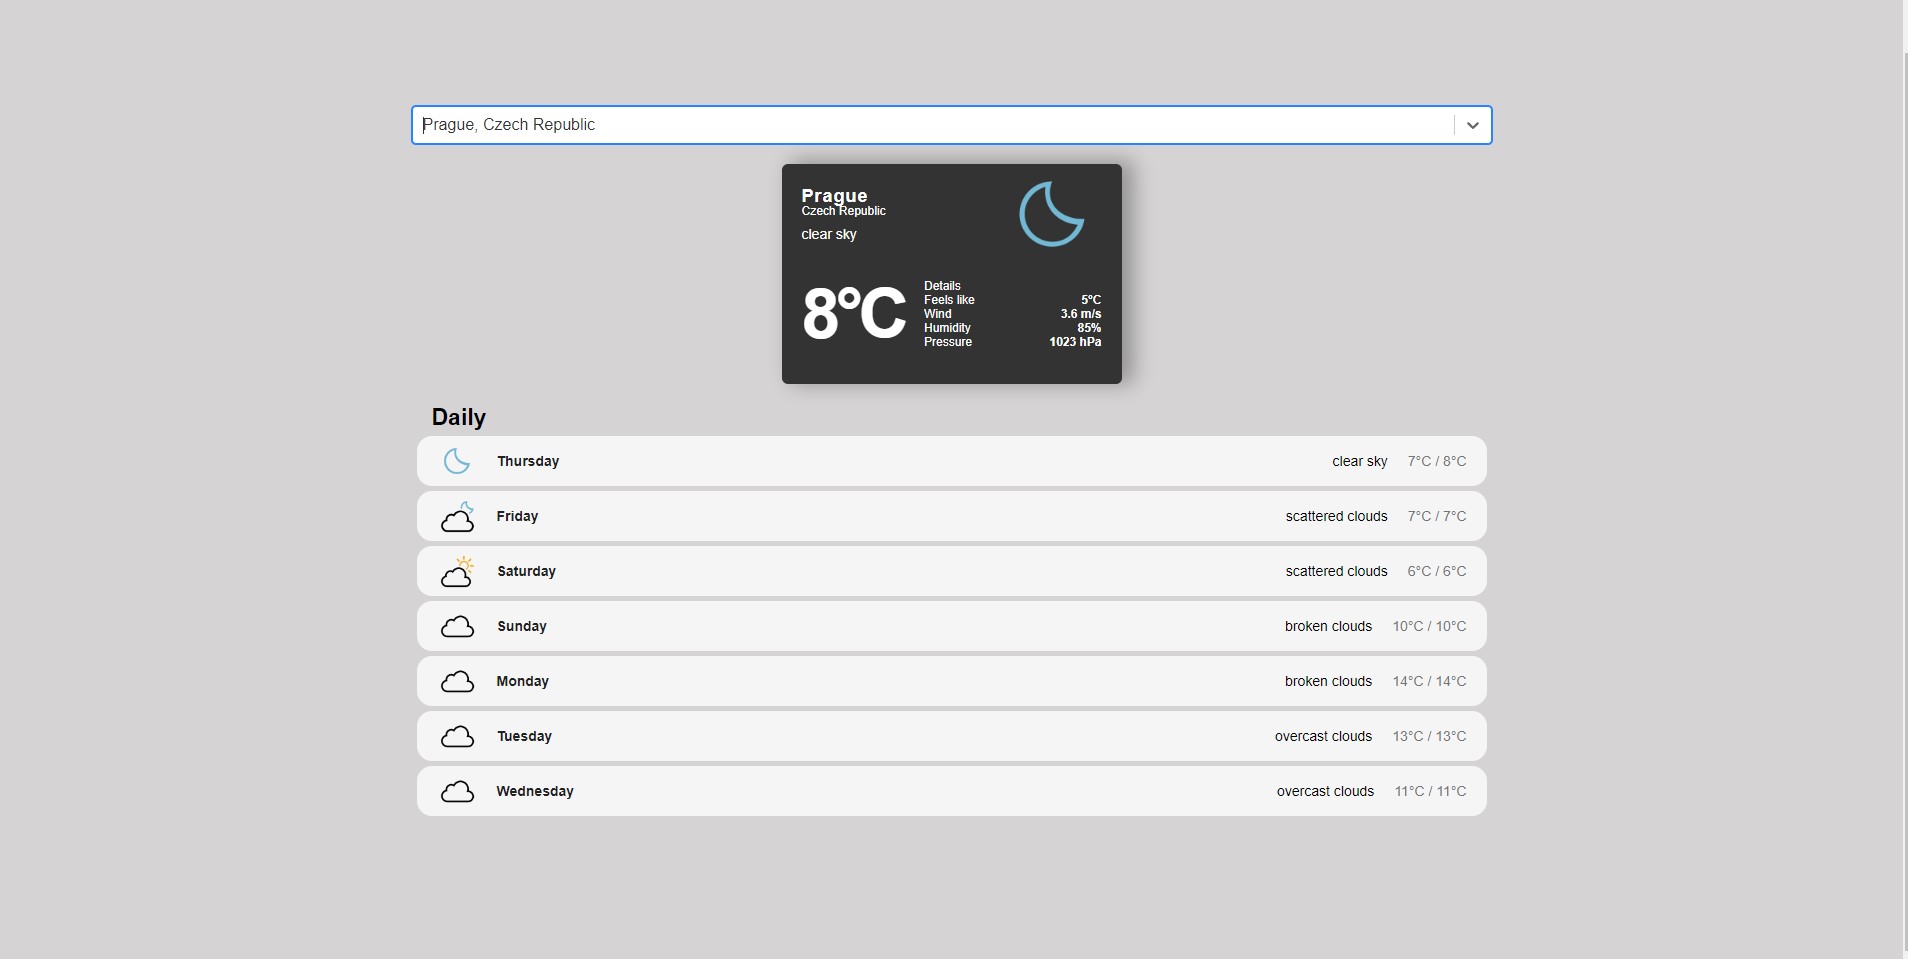 Prague, Czech Republic
Prague
Czech Republic
clear sky
8°C
Details
Feels like 5°C
Wind 3.6 m/s
Humidity 85%
Pressure 1023 hPa
Daily
Thursday clear sky 7°C / 8°C
Friday scattered clouds 7°C / 7°C
Saturday scattered clouds 6°C / 6°C
Sunday broken clouds 10°C / 10°C
Monday broken clouds 14°C / 14°C
Tuesday overcast clouds 13°C / 13°C
Wednesday overcast clouds 11°C / 11°C